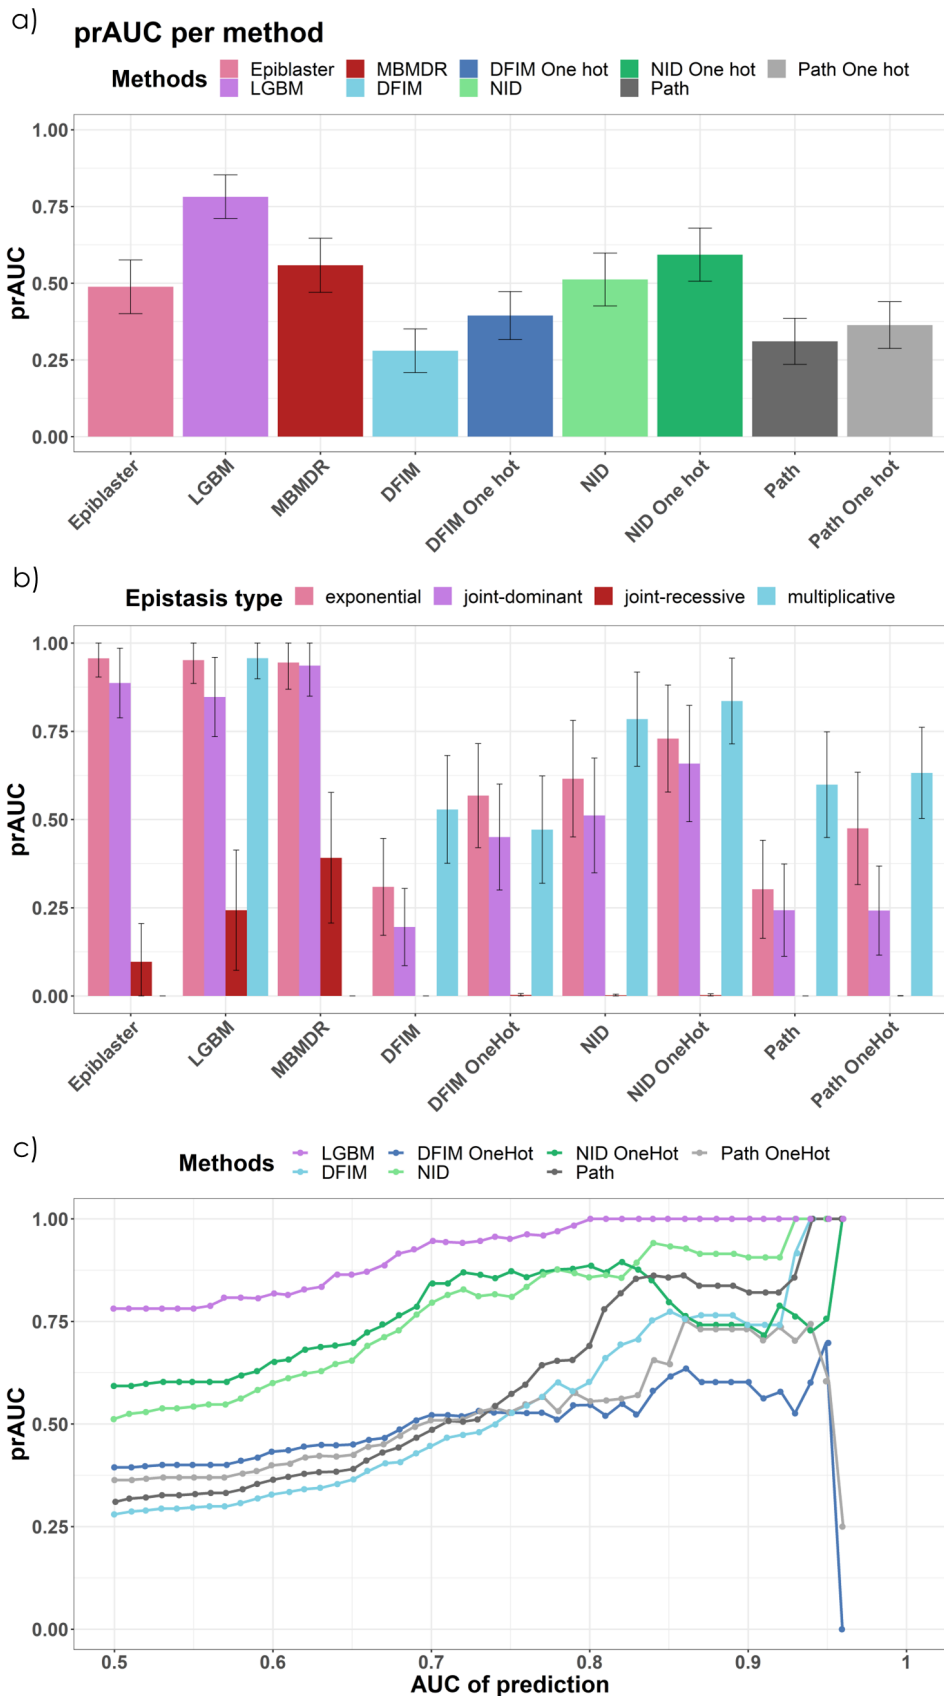 a)
prAUC per method
Methods Epiblaster MBMDR DFIM One hot NID One hot Path One hot
LGBM DFIM NID Path
1.00
0.75
0.50
0.25
0.00
prAUC
Epiblaster LGBM MBMDR DFIM DFIM One hot NID NID One hot Path Path One hot
b)
Epistasis type exponential joint-dominant joint-recessive multiplicative
1.00
0.75
0.50
0.25
0.00
prAUC
Epiblaster LGBM MBMDR DFIM DFIM OneHot NID NID OneHot Path Path OneHot
c)
Methods LGBM DFIM OneHot NID OneHot Path OneHot
DFIM NID Path
1.00
0.75
0.50
0.25
0.00
prAUC
0.5 0.6 0.7 0.8 0.9 1
AUC of prediction